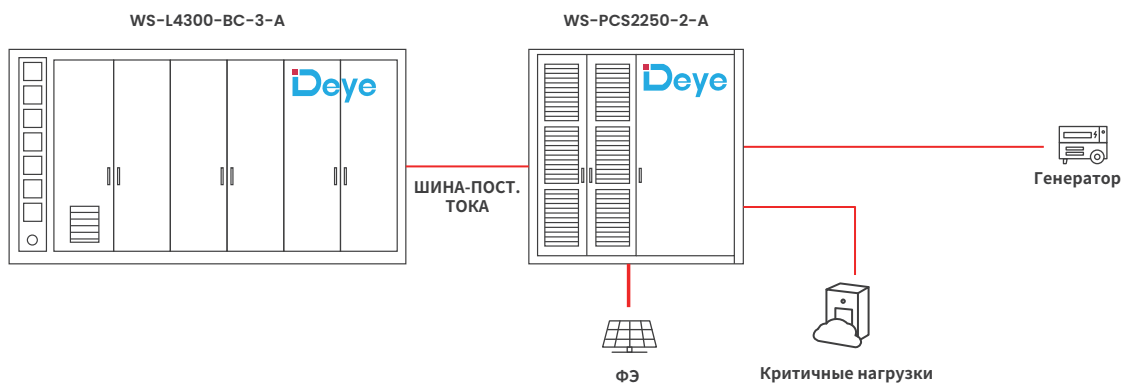 WS-L4300-BC-3-A
WS-PCS2250-2-A
Deye
Deye
ШИНА-ПОСТ.
ТОКА
Генератор
ФЭ
Критичные нагрузки